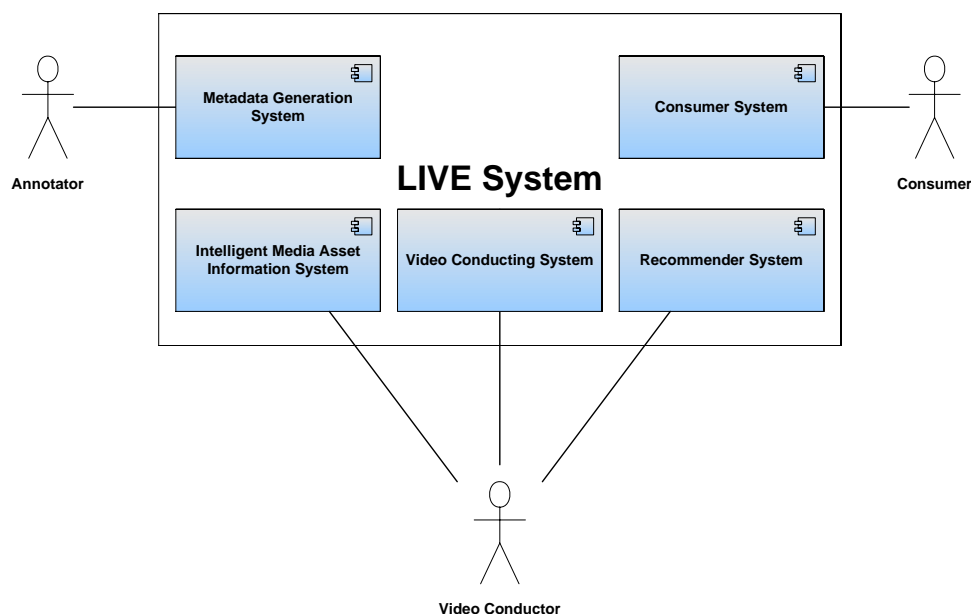 Metadata Generation
System
Consumer System
Annotator
Consumer
LIVE System
Intelligent Media Asset
Information System
Video Conducting System
Recommender System
Video Conductor